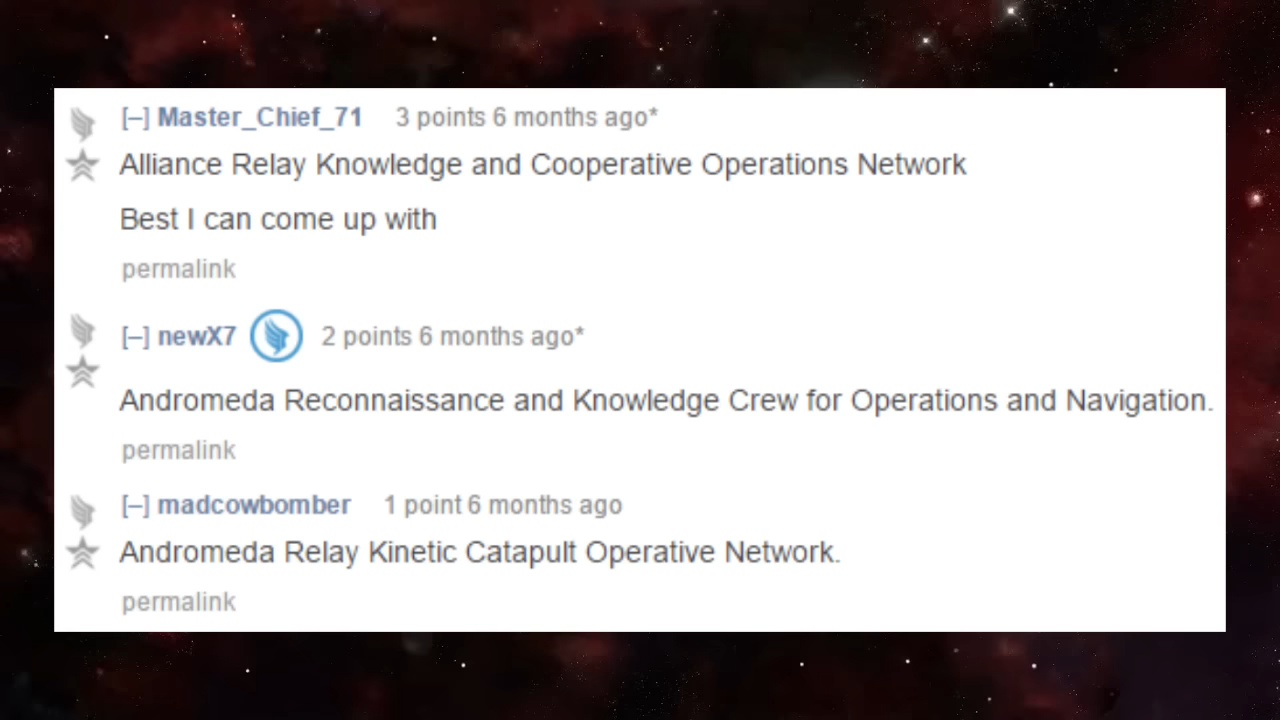 [–] Master_Chief_71 3 points 6 months ago*
Alliance Relay Knowledge and Cooperative Operations Network
Best I can come up with
permalink
[–] newX7 2 points 6 months ago*
Andromeda Reconnaissance and Knowledge Crew for Operations and Navigation.
permalink
[–] madcowbomber 1 point 6 months ago
Andromeda Relay Kinetic Catapult Operative Network.
permalink